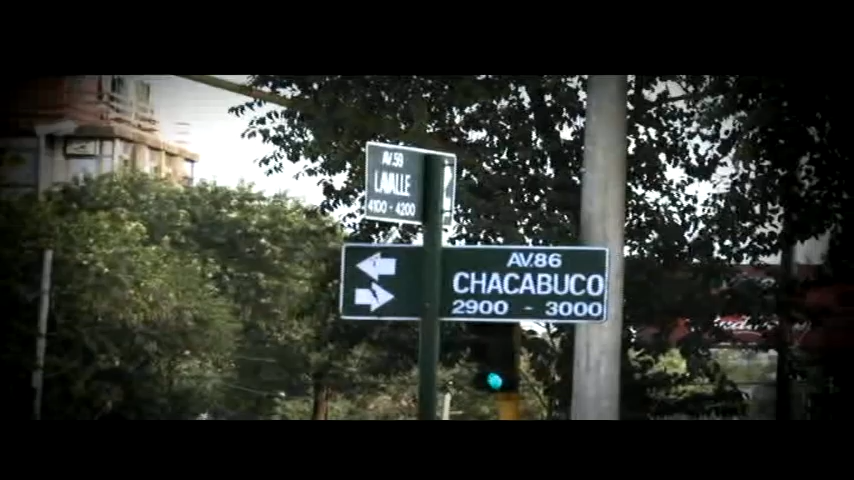 AV.59
LAVALLE
4100 - 4200
AV.86
CHACABUCO
2900 - 3000